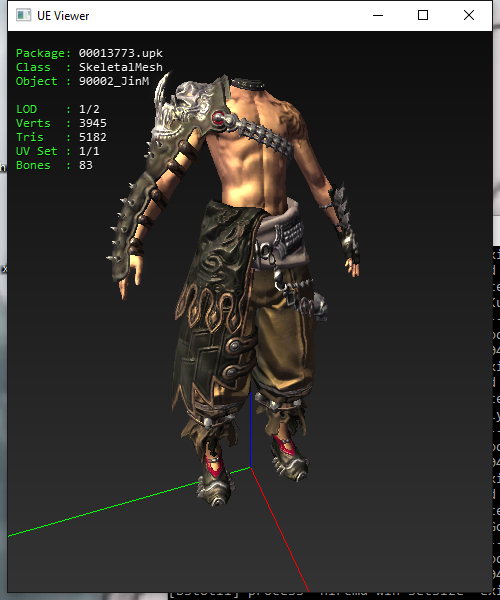 UE Viewer
Package: 00013773.upk
Class : SkeletalMesh
Object : 90002_JinM
LOD : 1/2
Verts : 3945
Tris : 5182
UV Set : 1/1
Bones : 83